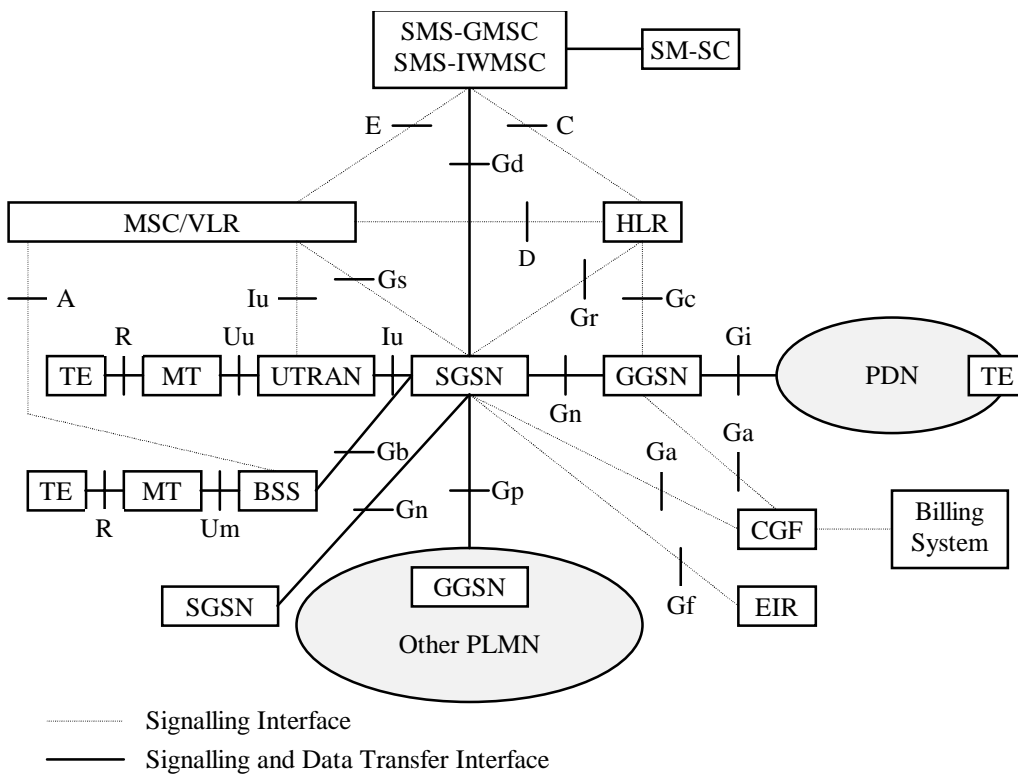 SMS-GMSC
SMS-IWMSC
SM-SC
E
C
Gd
MSC/VLR
HLR
D
A
Iu
Gs
Gr
Gc
R
Uu
Iu
Gi
TE
MT
UTRAN
SGSN
GGSN
PDN
TE
Gn
Ga
Gb
Ga
TE
MT
BSS
Gp
Gn
R
Um
CGF
Billing
System
SGSN
GGSN
Gf
EIR
Other PLMN
Signalling Interface
Signalling and Data Transfer Interface